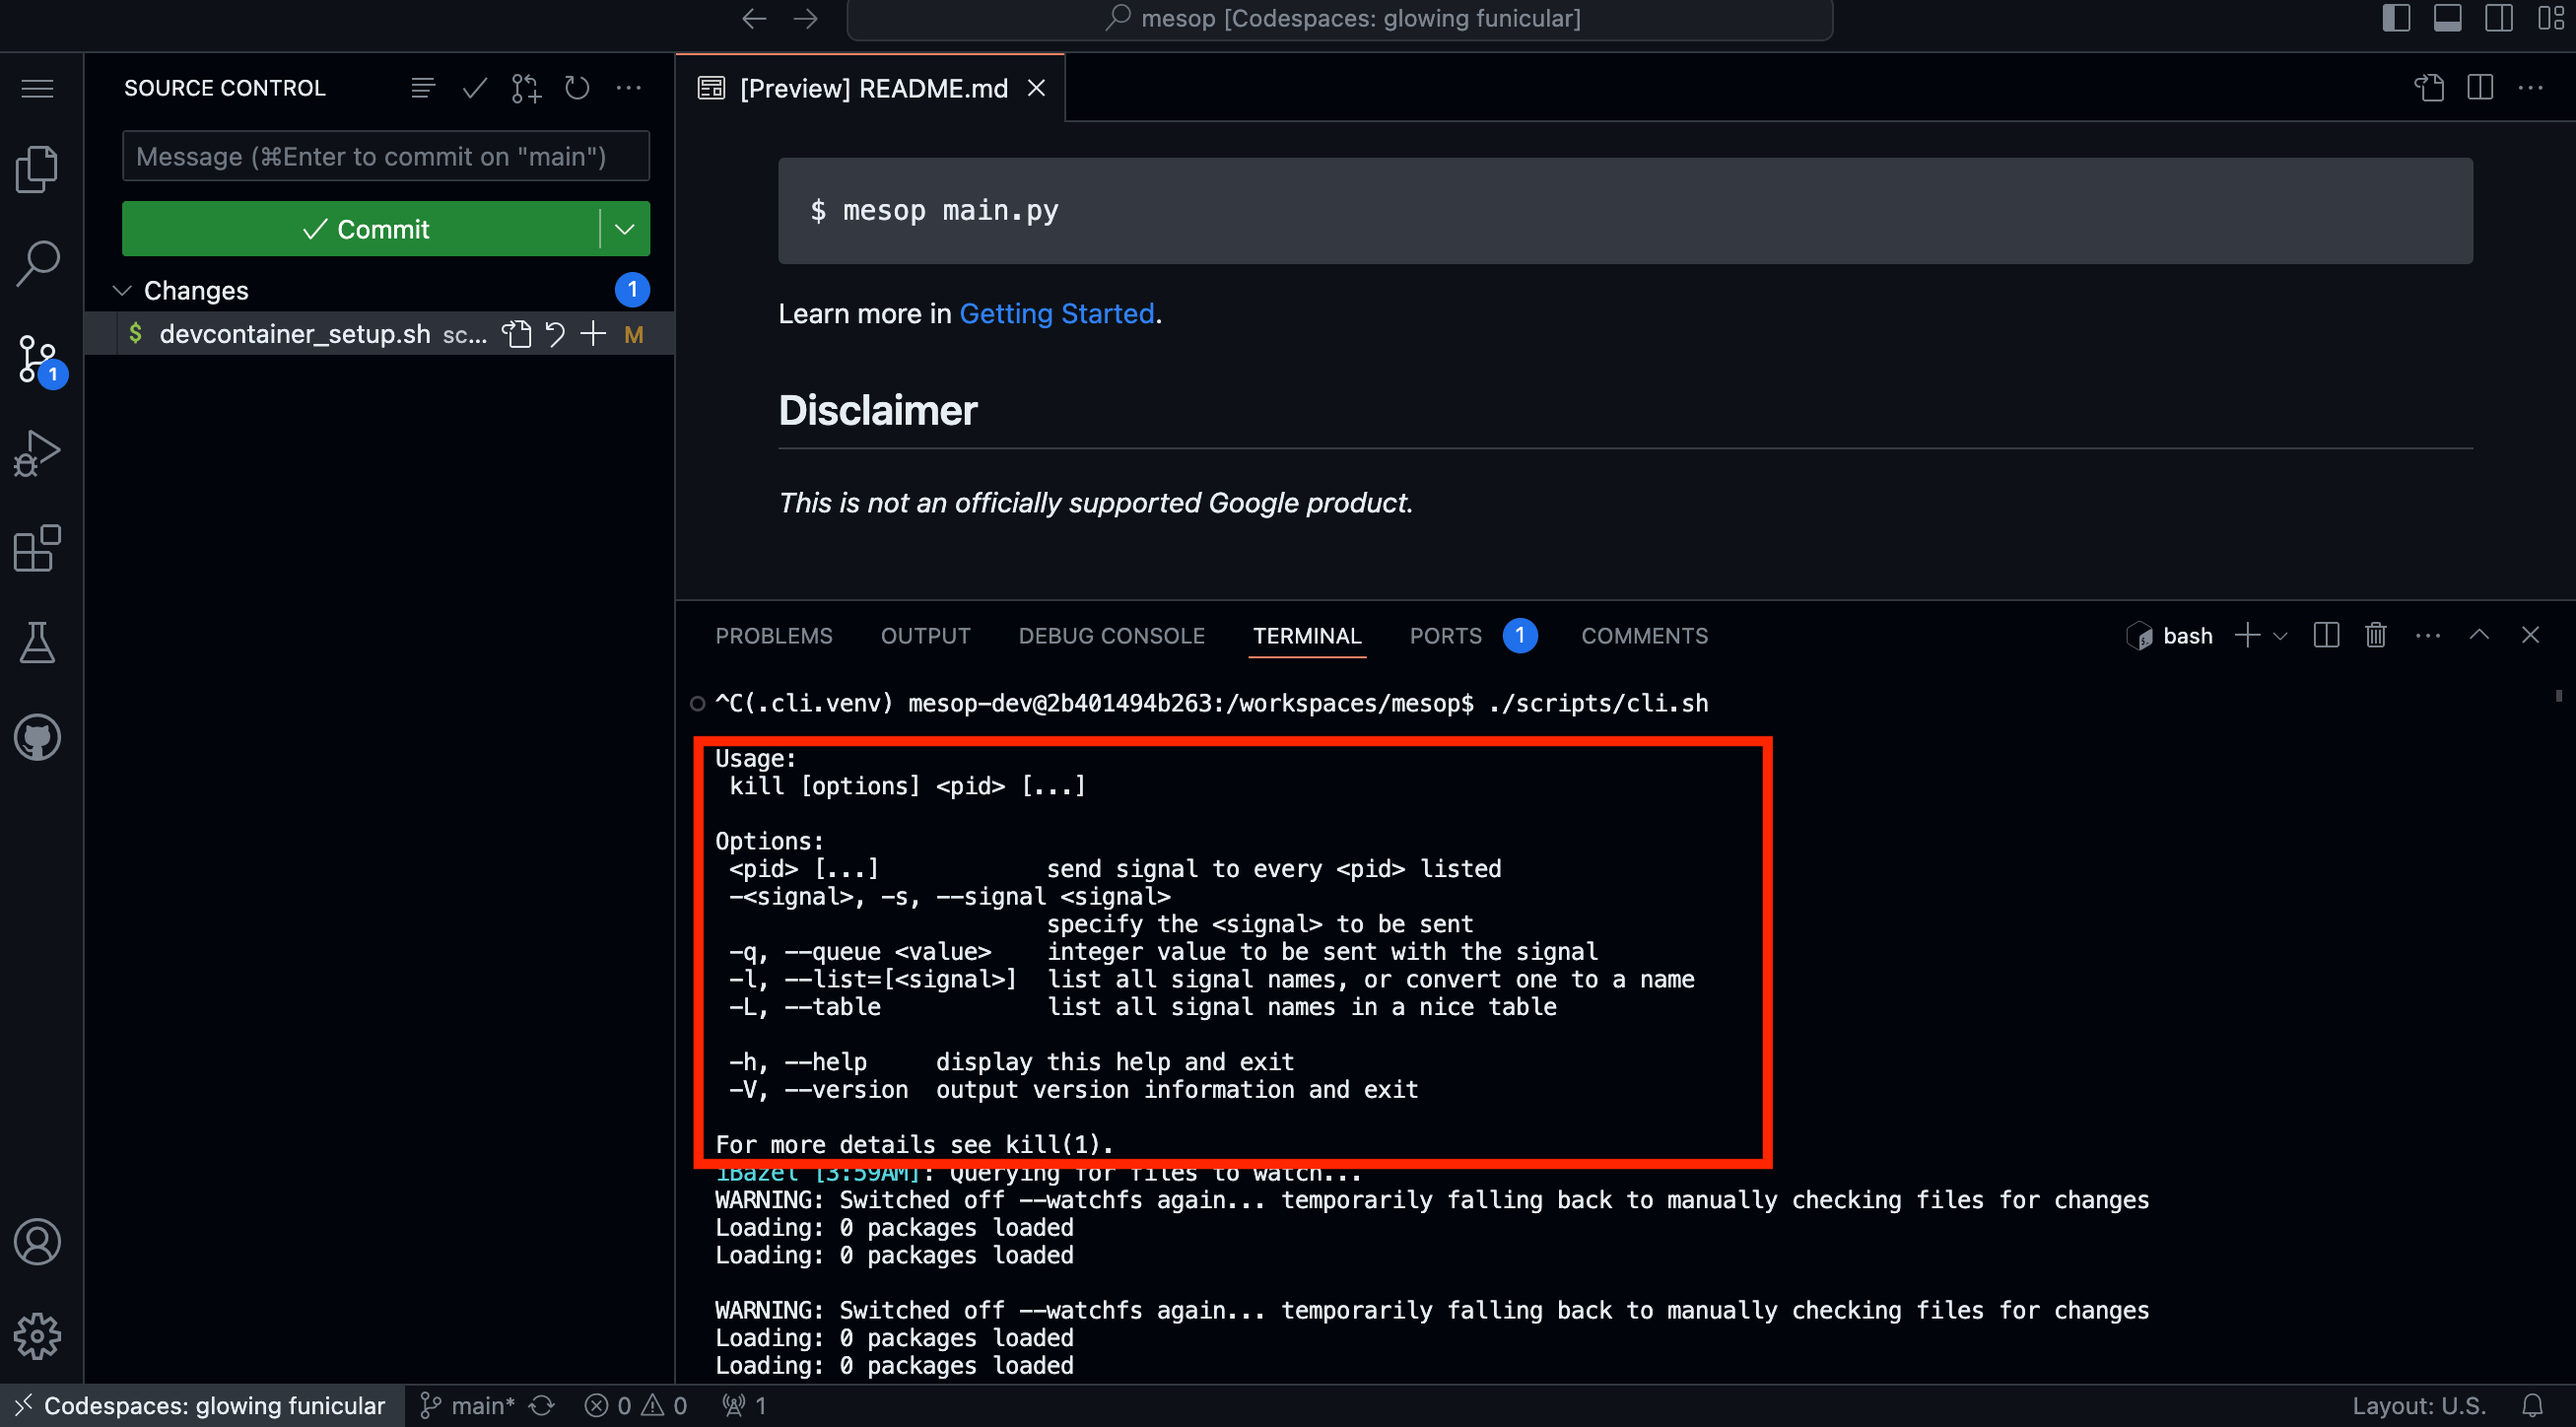 mesop [Codespaces: glowing funicular]
SOURCE CONTROL
Message (⌘Enter to commit on "main")
Commit
Changes 1
$ devcontainer_setup.sh sc... M
1
[Preview] README.md
$ mesop main.py
Learn more in Getting Started.
Disclaimer
This is not an officially supported Google product.
PROBLEMS OUTPUT DEBUG CONSOLE TERMINAL PORTS 1 COMMENTS
bash
^C(.cli.venv) mesop-dev@2b401494b263:/workspaces/mesop$ ./scripts/cli.sh
Usage:
kill [options] <pid> [...]
Options:
<pid> [...] send signal to every <pid> listed
-<signal>, -s, --signal <signal>
specify the <signal> to be sent
-q, --queue <value> integer value to be sent with the signal
-l, --list=[<signal>] list all signal names, or convert one to a name
-L, --table list all signal names in a nice table
-h, --help display this help and exit
-V, --version output version information and exit
For more details see kill(1).
iBazel [3:59AM]: Querying for files to watch...
WARNING: Switched off --watchfs again... temporarily falling back to manually checking files for changes
Loading: 0 packages loaded
Loading: 0 packages loaded
WARNING: Switched off --watchfs again... temporarily falling back to manually checking files for changes
Loading: 0 packages loaded
Loading: 0 packages loaded
Codespaces: glowing funicular main* 0 0 1 Layout: U.S.